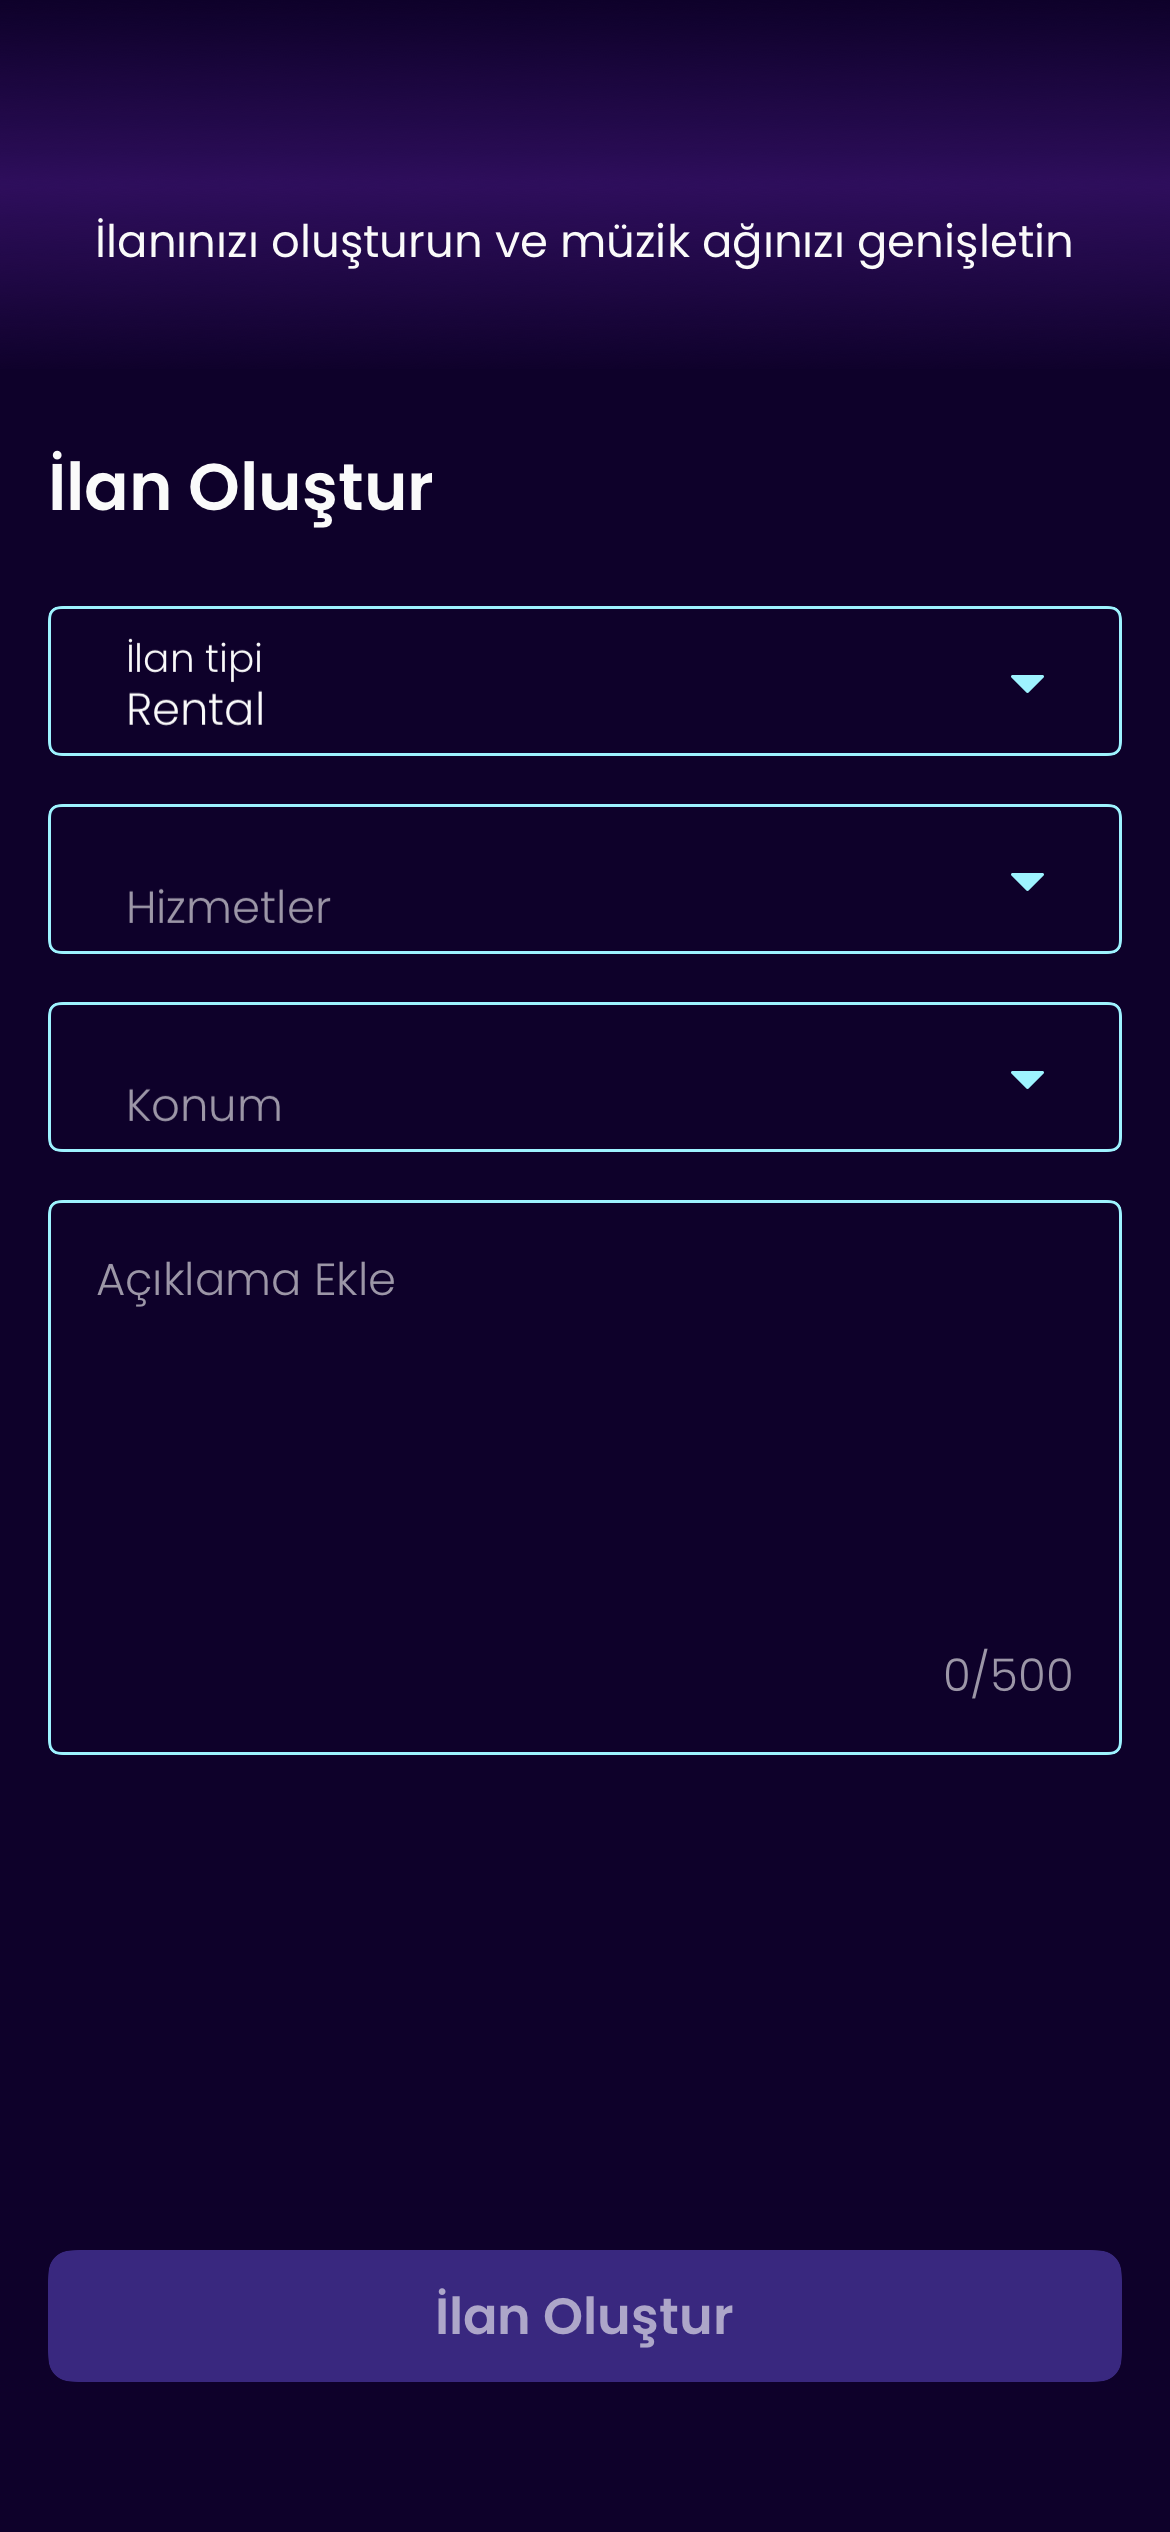 İlanınızı oluşturun ve müzik ağınızı genişletin
İlan Oluştur
İlan tipi
Rental
Hizmetler
Konum
Açıklama Ekle
0/500
İlan Oluştur